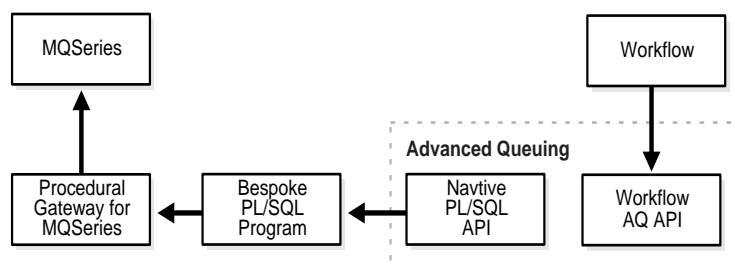 MQSeries
Workflow
Advanced Queuing
Procedural
Gateway for
MQSeries
Bespoke
PL/SQL
Program
Navtive
PL/SQL
API
Workflow
AQ API